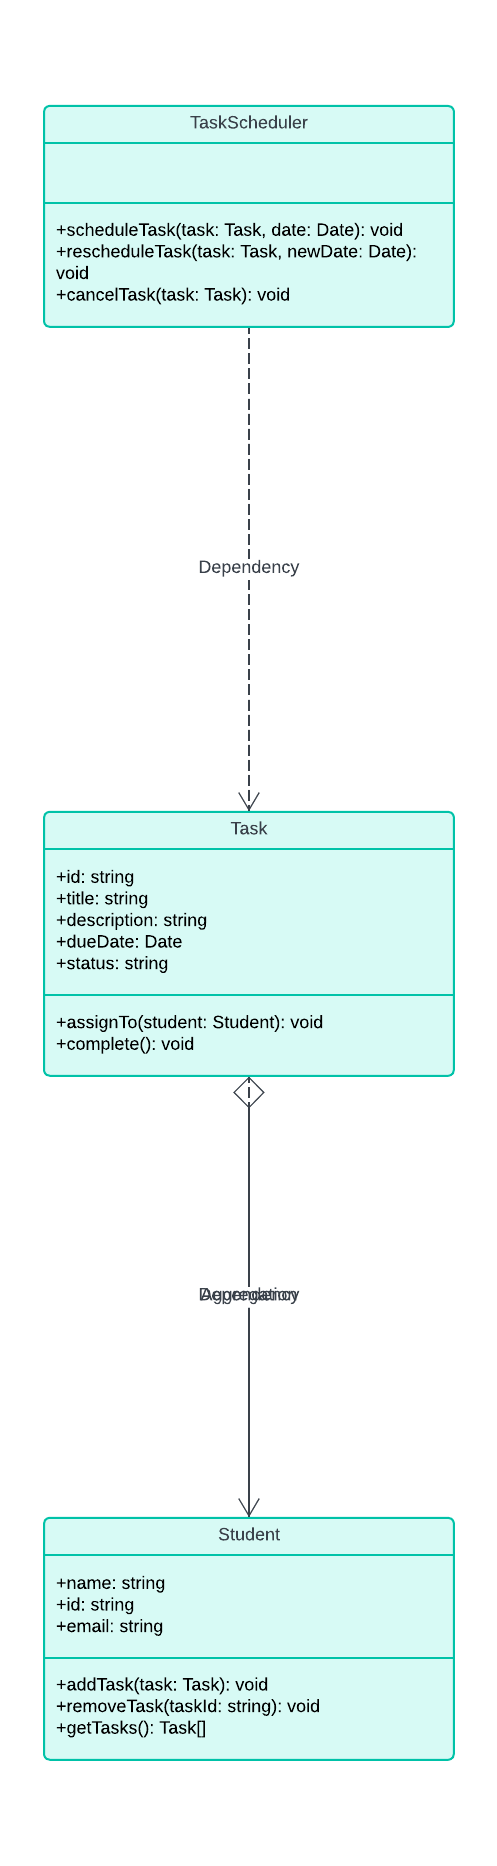 TaskScheduler
+scheduleTask(task: Task, date: Date): void
+rescheduleTask(task: Task, newDate: Date):
void
+cancelTask(task: Task): void
Dependency
Task
+id: string
+title: string
+description: string
+dueDate: Date
+status: string
+assignTo(student: Student): void
+complete(): void
Dependency
Aggregation
Student
+name: string
+id: string
+email: string
+addTask(task: Task): void
+removeTask(taskId: string): void
+getTasks(): Task[]